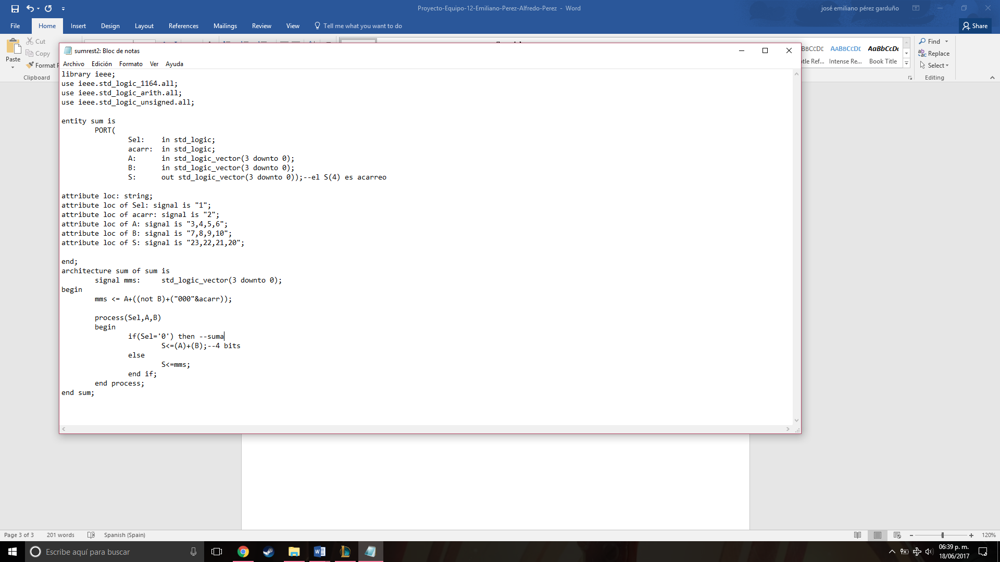 Proyecto-Equipo-12-Emiliano-Perez-Alfredo-Perez - Word
josé emiliano pérez garduño
File Home Insert Design Layout References Mailings Review View Tell me what you want to do Share
Paste
Cut
Copy
Format
Clipboard
Find
Replace
Select
Editing
AABBCCDE
AaBbCcDc
tle Ref... Intense Re... Book Title
sumrest2: Bloc de notas
Archivo Edición Formato Ver Ayuda
library ieee;
use ieee.std_logic_1164.all;
use ieee.std_logic_arith.all;
use ieee.std_logic_unsigned.all;
entity sum is
PORT(
Sel: in std_logic;
acarr: in std_logic;
A: in std_logic_vector(3 downto 0);
B: in std_logic_vector(3 downto 0);
S: out std_logic_vector(3 downto 0));--el S(4) es acarreo
attribute loc: string;
attribute loc of Sel: signal is "1";
attribute loc of acarr: signal is "2";
attribute loc of A: signal is "3,4,5,6";
attribute loc of B: signal is "7,8,9,10";
attribute loc of S: signal is "23,22,21,20";
end;
architecture sum of sum is
signal mms: std_logic_vector(3 downto 0);
begin
mms <= A+((not B)+("000"&acarr));
process(Sel,A,B)
begin
if(Sel='0') then --suma
S<=(A)+(B);--4 bits
else
S<=mms;
end if;
end process;
end sum;
Page 3 of 3 201 words Spanish (Spain) 120%
Escribe aquí para buscar
06:39 p. m.
18/06/2017